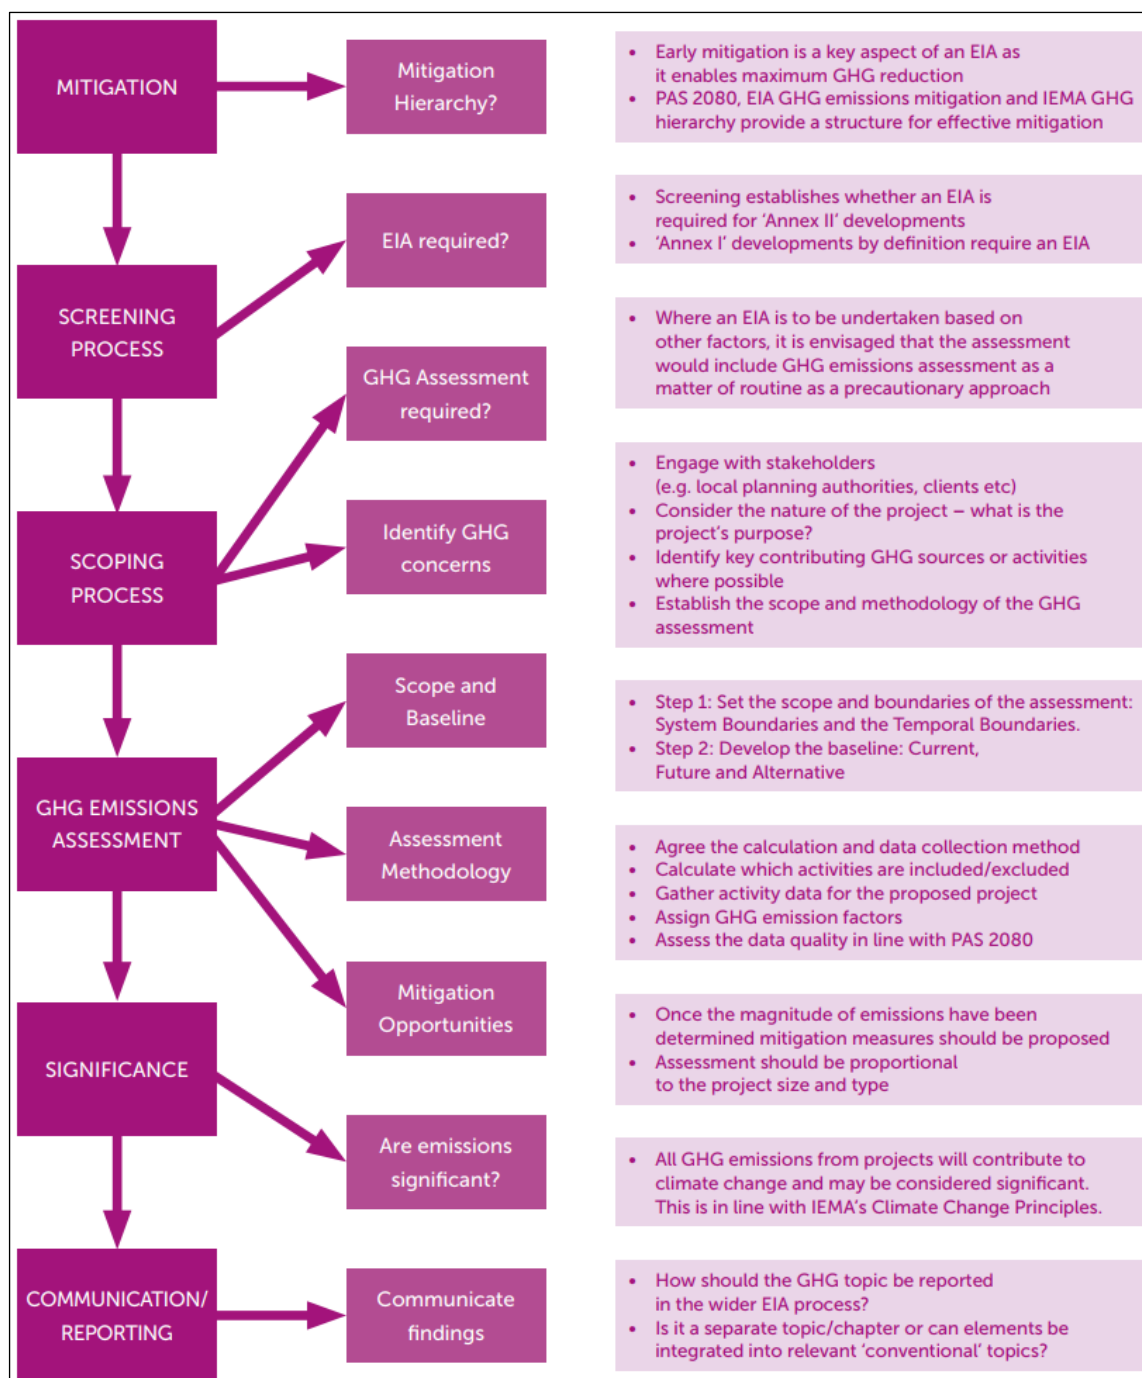 MITIGATION
Mitigation
Hierarchy?
• Early mitigation is a key aspect of an EIA as
it enables maximum GHG reduction
• PAS 2080, EIA GHG emissions mitigation and IEMA GHG
hierarchy provide a structure for effective mitigation
SCREENING
PROCESS
EIA required?
• Screening establishes whether an EIA is
required for ‘Annex II’ developments
• ‘Annex I’ developments by definition require an EIA
GHG Assessment
required?
• Where an EIA is to be undertaken based on
other factors, it is envisaged that the assessment
would include GHG emissions assessment as a
matter of routine as a precautionary approach
SCOPING
PROCESS
Identify GHG
concerns
• Engage with stakeholders
(e.g. local planning authorities, clients etc)
• Consider the nature of the project – what is the
project’s purpose?
• Identify key contributing GHG sources or activities
where possible
• Establish the scope and methodology of the GHG
assessment
Scope and
Baseline
• Step 1: Set the scope and boundaries of the assessment:
System Boundaries and the Temporal Boundaries.
• Step 2: Develop the baseline: Current,
Future and Alternative
GHG EMISSIONS
ASSESSMENT
Assessment
Methodology
• Agree the calculation and data collection method
• Calculate which activities are included/excluded
• Gather activity data for the proposed project
• Assign GHG emission factors
• Assess the data quality in line with PAS 2080
Mitigation
Opportunities
• Once the magnitude of emissions have been
determined mitigation measures should be proposed
• Assessment should be proportional
to the project size and type
SIGNIFICANCE
Are emissions
significant?
• All GHG emissions from projects will contribute to
climate change and may be considered significant.
This is in line with IEMA’s Climate Change Principles.
COMMUNICATION/
REPORTING
Communicate
findings
• How should the GHG topic be reported
in the wider EIA process?
• Is it a separate topic/chapter or can elements be
integrated into relevant ‘conventional’ topics?